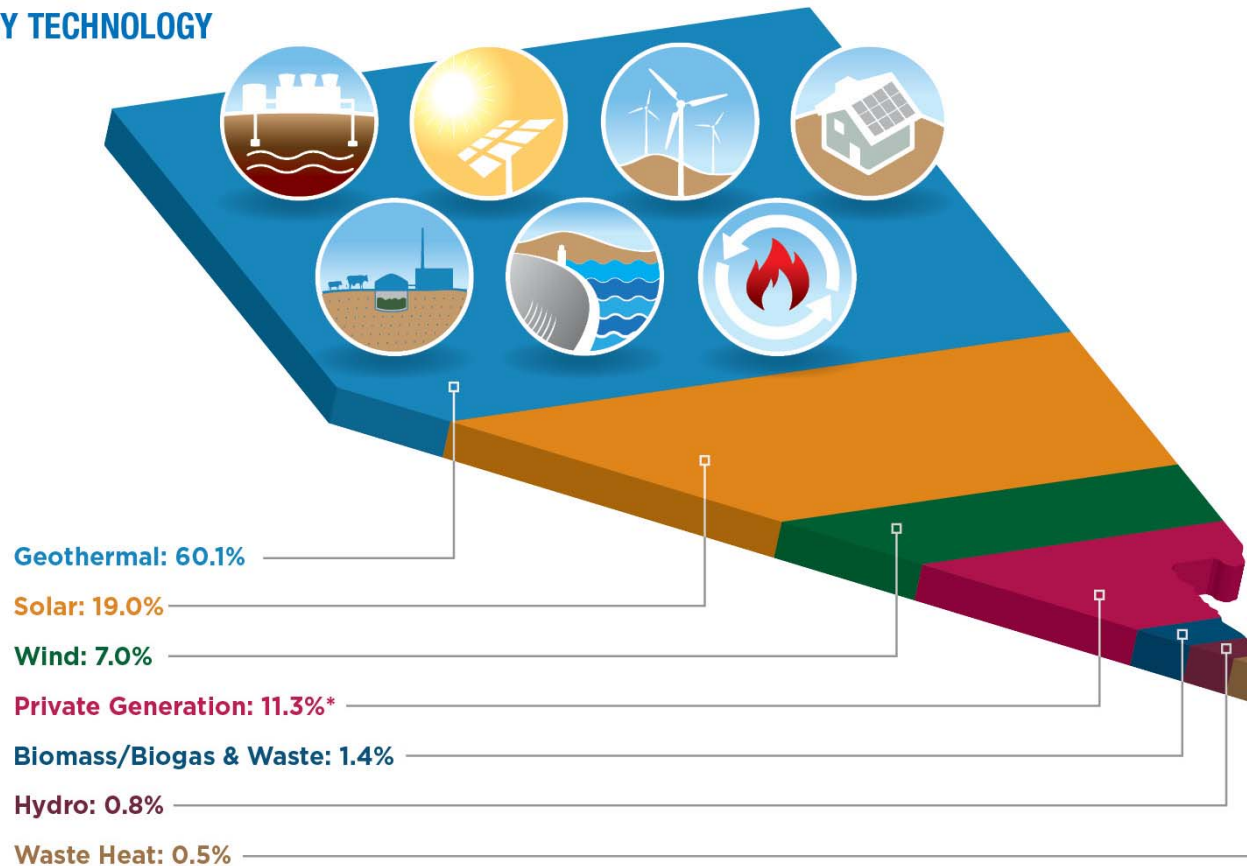 Y TECHNOLOGY
Geothermal: 60.1%
Solar: 19.0%
Wind: 7.0%
Private Generation: 11.3%*
Biomass/Biogas & Waste: 1.4%
Hydro: 0.8%
Waste Heat: 0.5%